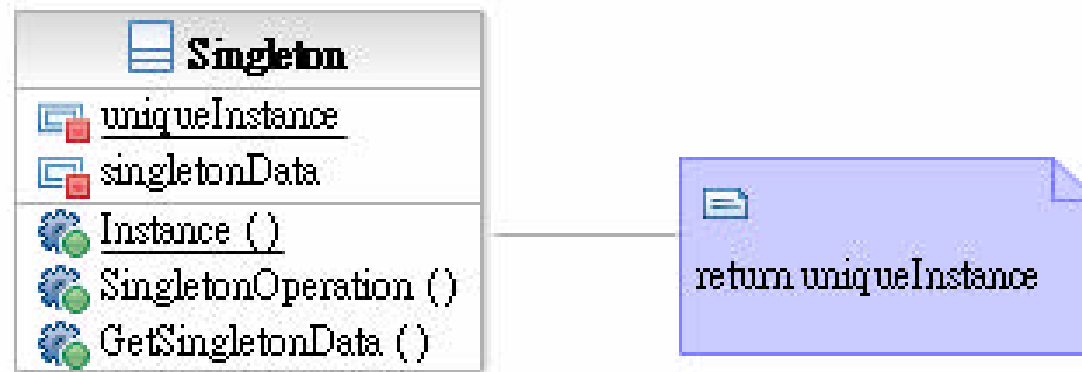 Singleton
uniqueInstance
singletonData
Instance ()
SingletonOperation ()
GetSingletonData ()
return uniqueInstance